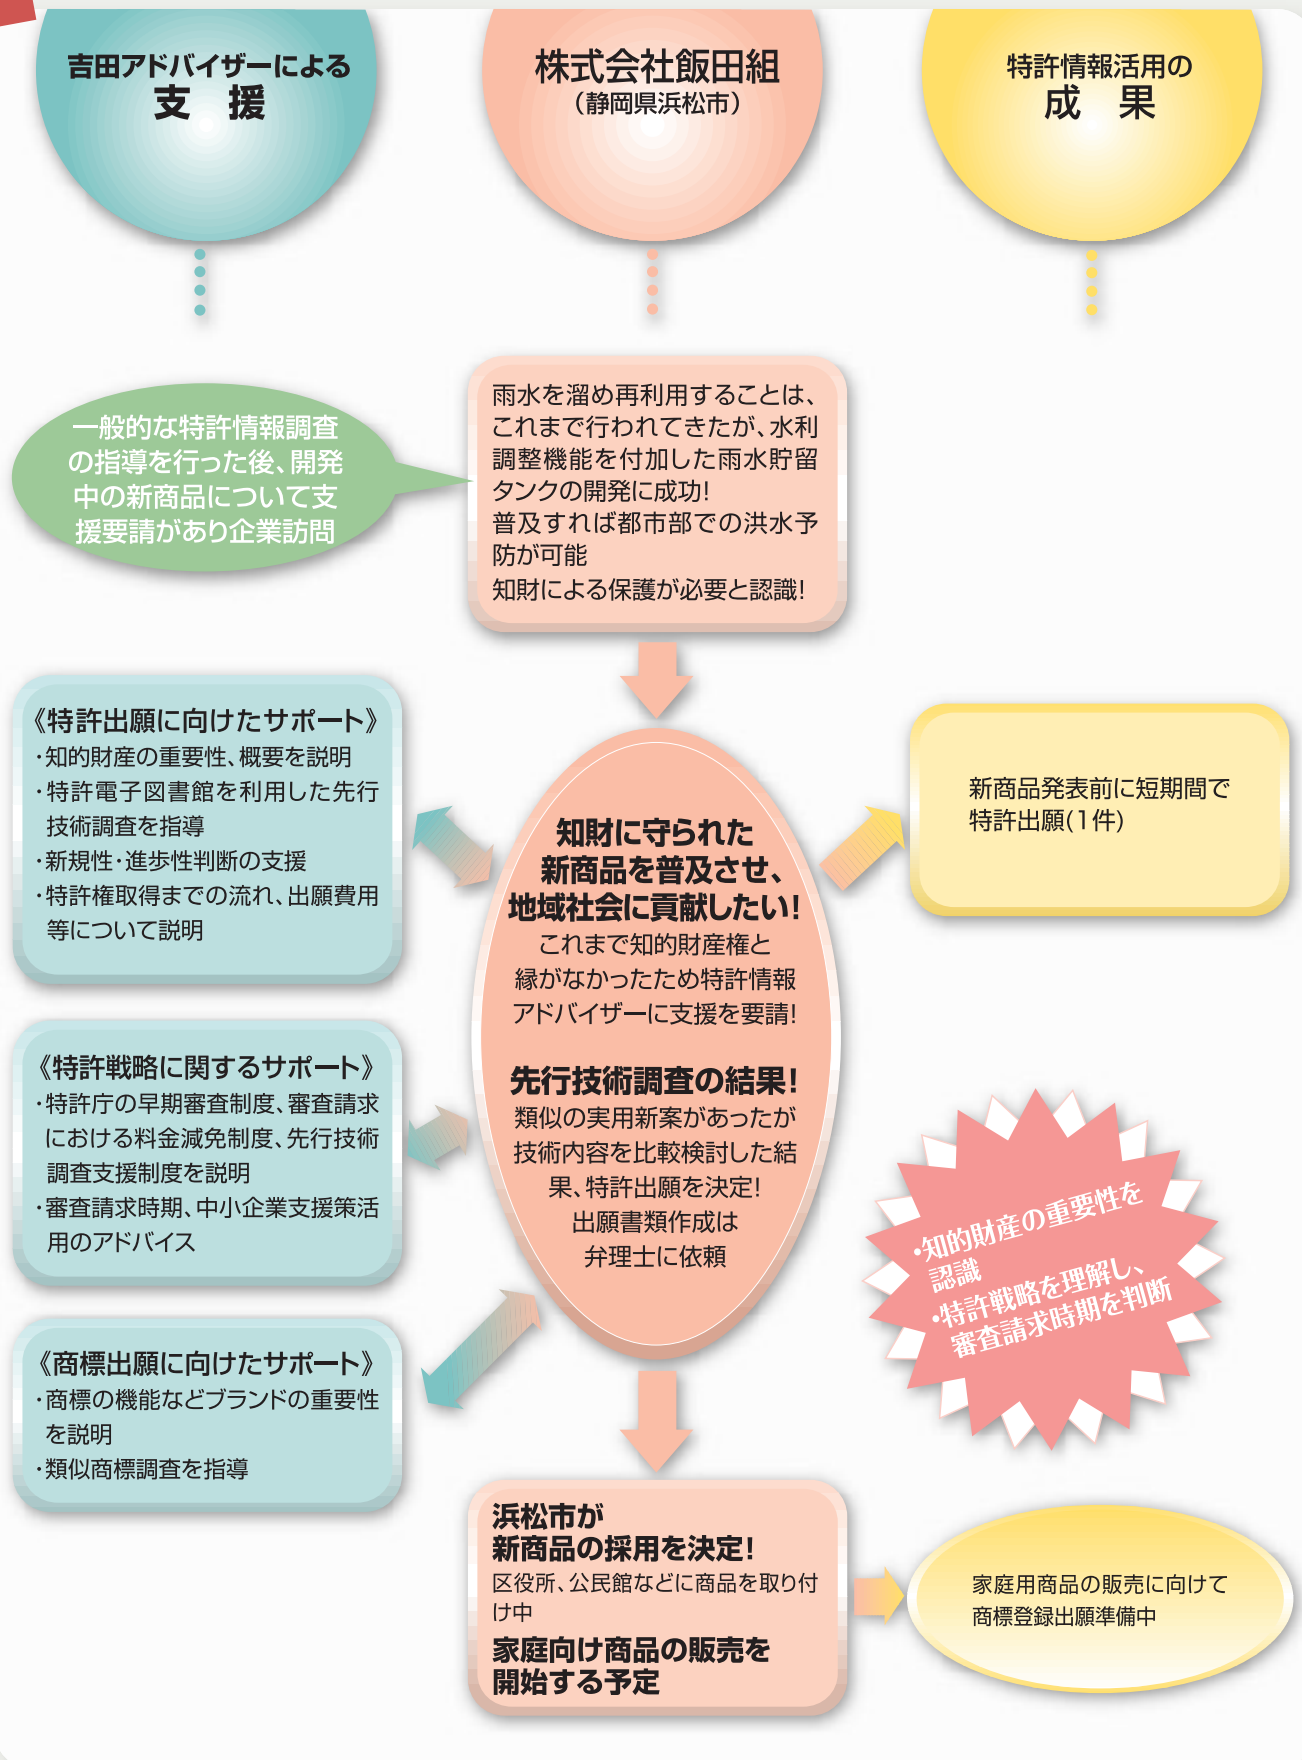 吉田アドバイザーによる
支　援
株式会社飯田組
（静岡県浜松市）
特許情報活用の
成　果
一般的な特許情報調査
の指導を行った後、開発
中の新商品について支
援要請があり企業訪問
雨水を溜め再利用することは、
これまで行われてきたが、水利
調整機能を付加した雨水貯留
タンクの開発に成功！
普及すれば都市部での洪水予
防が可能
知財による保護が必要と認識！
《特許出願に向けたサポート》
・知的財産の重要性、概要を説明
・特許電子図書館を利用した先行
技術調査を指導
・新規性・進歩性判断の支援
・特許権取得までの流れ、出願費用
等について説明
知財に守られた
新商品を普及させ、
地域社会に貢献したい！
これまで知的財産権と
縁がなかったため特許情報
アドバイザーに支援を要請！
先行技術調査の結果！
類似の実用新案があったが
技術内容を比較検討した結
果、特許出願を決定！
出願書類作成は
弁理士に依頼
新商品発表前に短期間で
特許出願(1件)
《特許戦略に関するサポート》
・特許庁の早期審査制度、審査請求
における料金減免制度、先行技術
調査支援制度を説明
・審査請求時期、中小企業支援策活
用のアドバイス
・知的財産の重要性を
認識
・特許戦略を理解し、
審査請求時期を判断
《商標出願に向けたサポート》
・商標の機能などブランドの重要性
を説明
・類似商標調査を指導
浜松市が
新商品の採用を決定！
区役所、公民館などに商品を取り付
け中
家庭向け商品の販売を
開始する予定
家庭用商品の販売に向けて
商標登録出願準備中